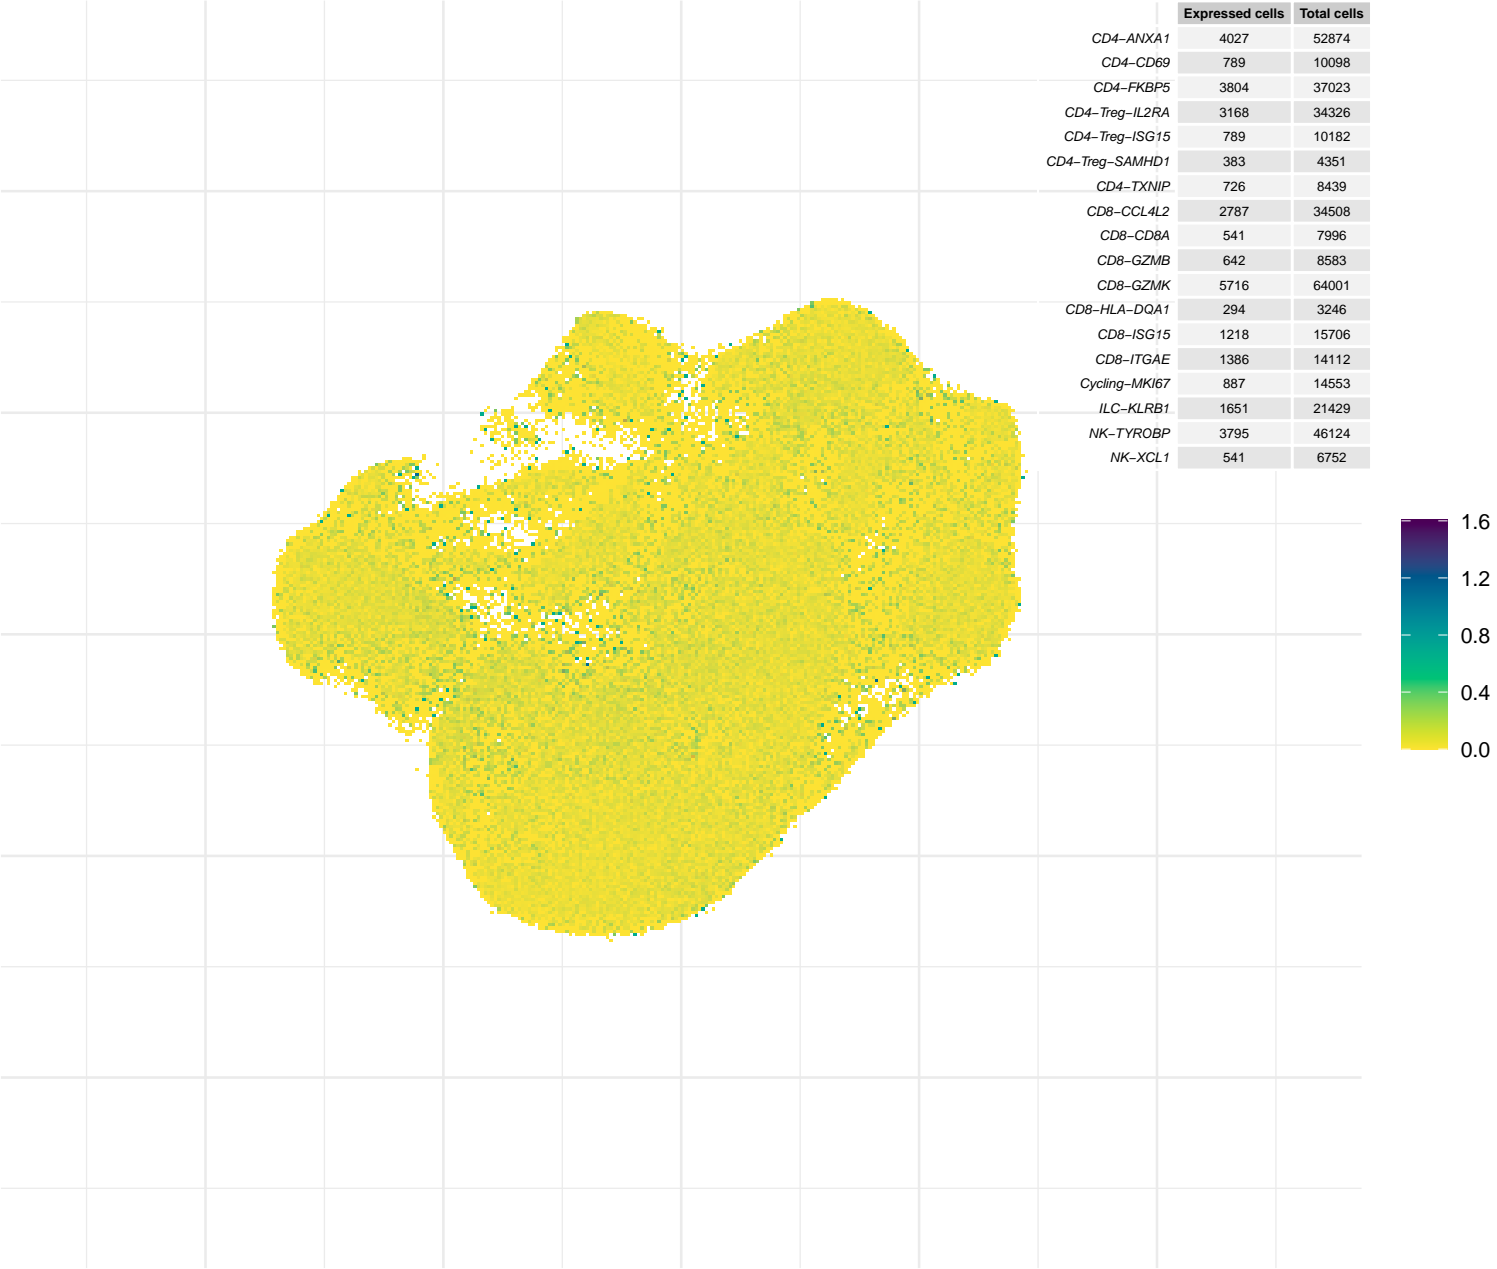 Expressed cells Total cells
CD4−ANXA1 4027 52874
CD4−CD69 789 10098
CD4−FKBP5 3804 37023
CD4−Treg−IL2RA 3168 34326
CD4−Treg−ISG15 789 10182
CD4−Treg−SAMHD1 383 4351
CD4−TXNIP 726 8439
CD8−CCL4L2 2787 34508
CD8−CD8A 541 7996
CD8−GZMB 642 8583
CD8−GZMK 5716 64001
CD8−HLA−DQA1 294 3246
CD8−ISG15 1218 15706
CD8−ITGAE 1386 14112
Cycling−MKI67 887 14553
ILC−KLRB1 1651 21429
NK−TYROBP 3795 46124
NK−XCL1 541 6752
1.6
1.2
0.8
0.4
0.0